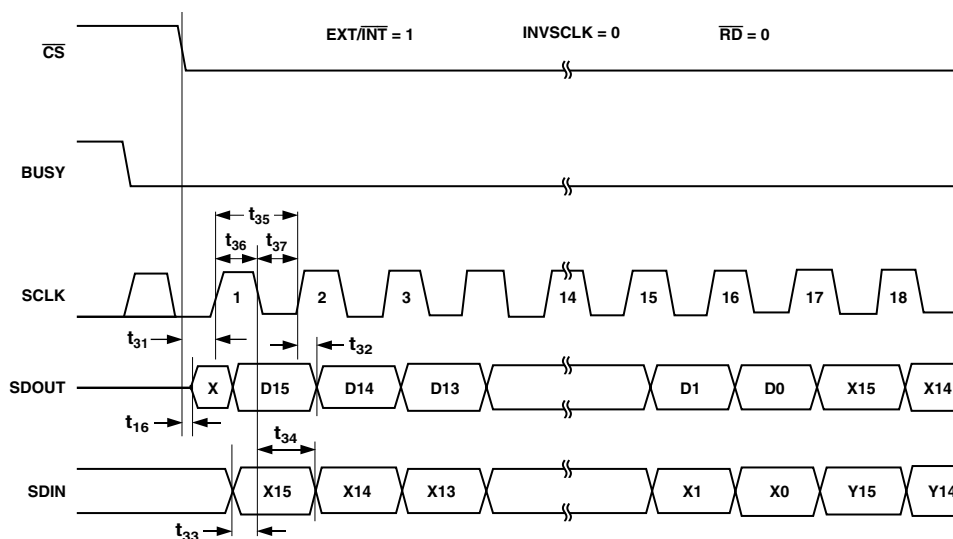 EXT/INT = 1 INVSCLK = 0 RD = 0
CS
BUSY
t35
t36 t37
SCLK 1 2 3 14 15 16 17 18
t31 t32
SDOUT X D15 D14 D13 D1 D0 X15 X14
t16 t34
SDIN X15 X14 X13 X1 X0 Y15 Y14
t33